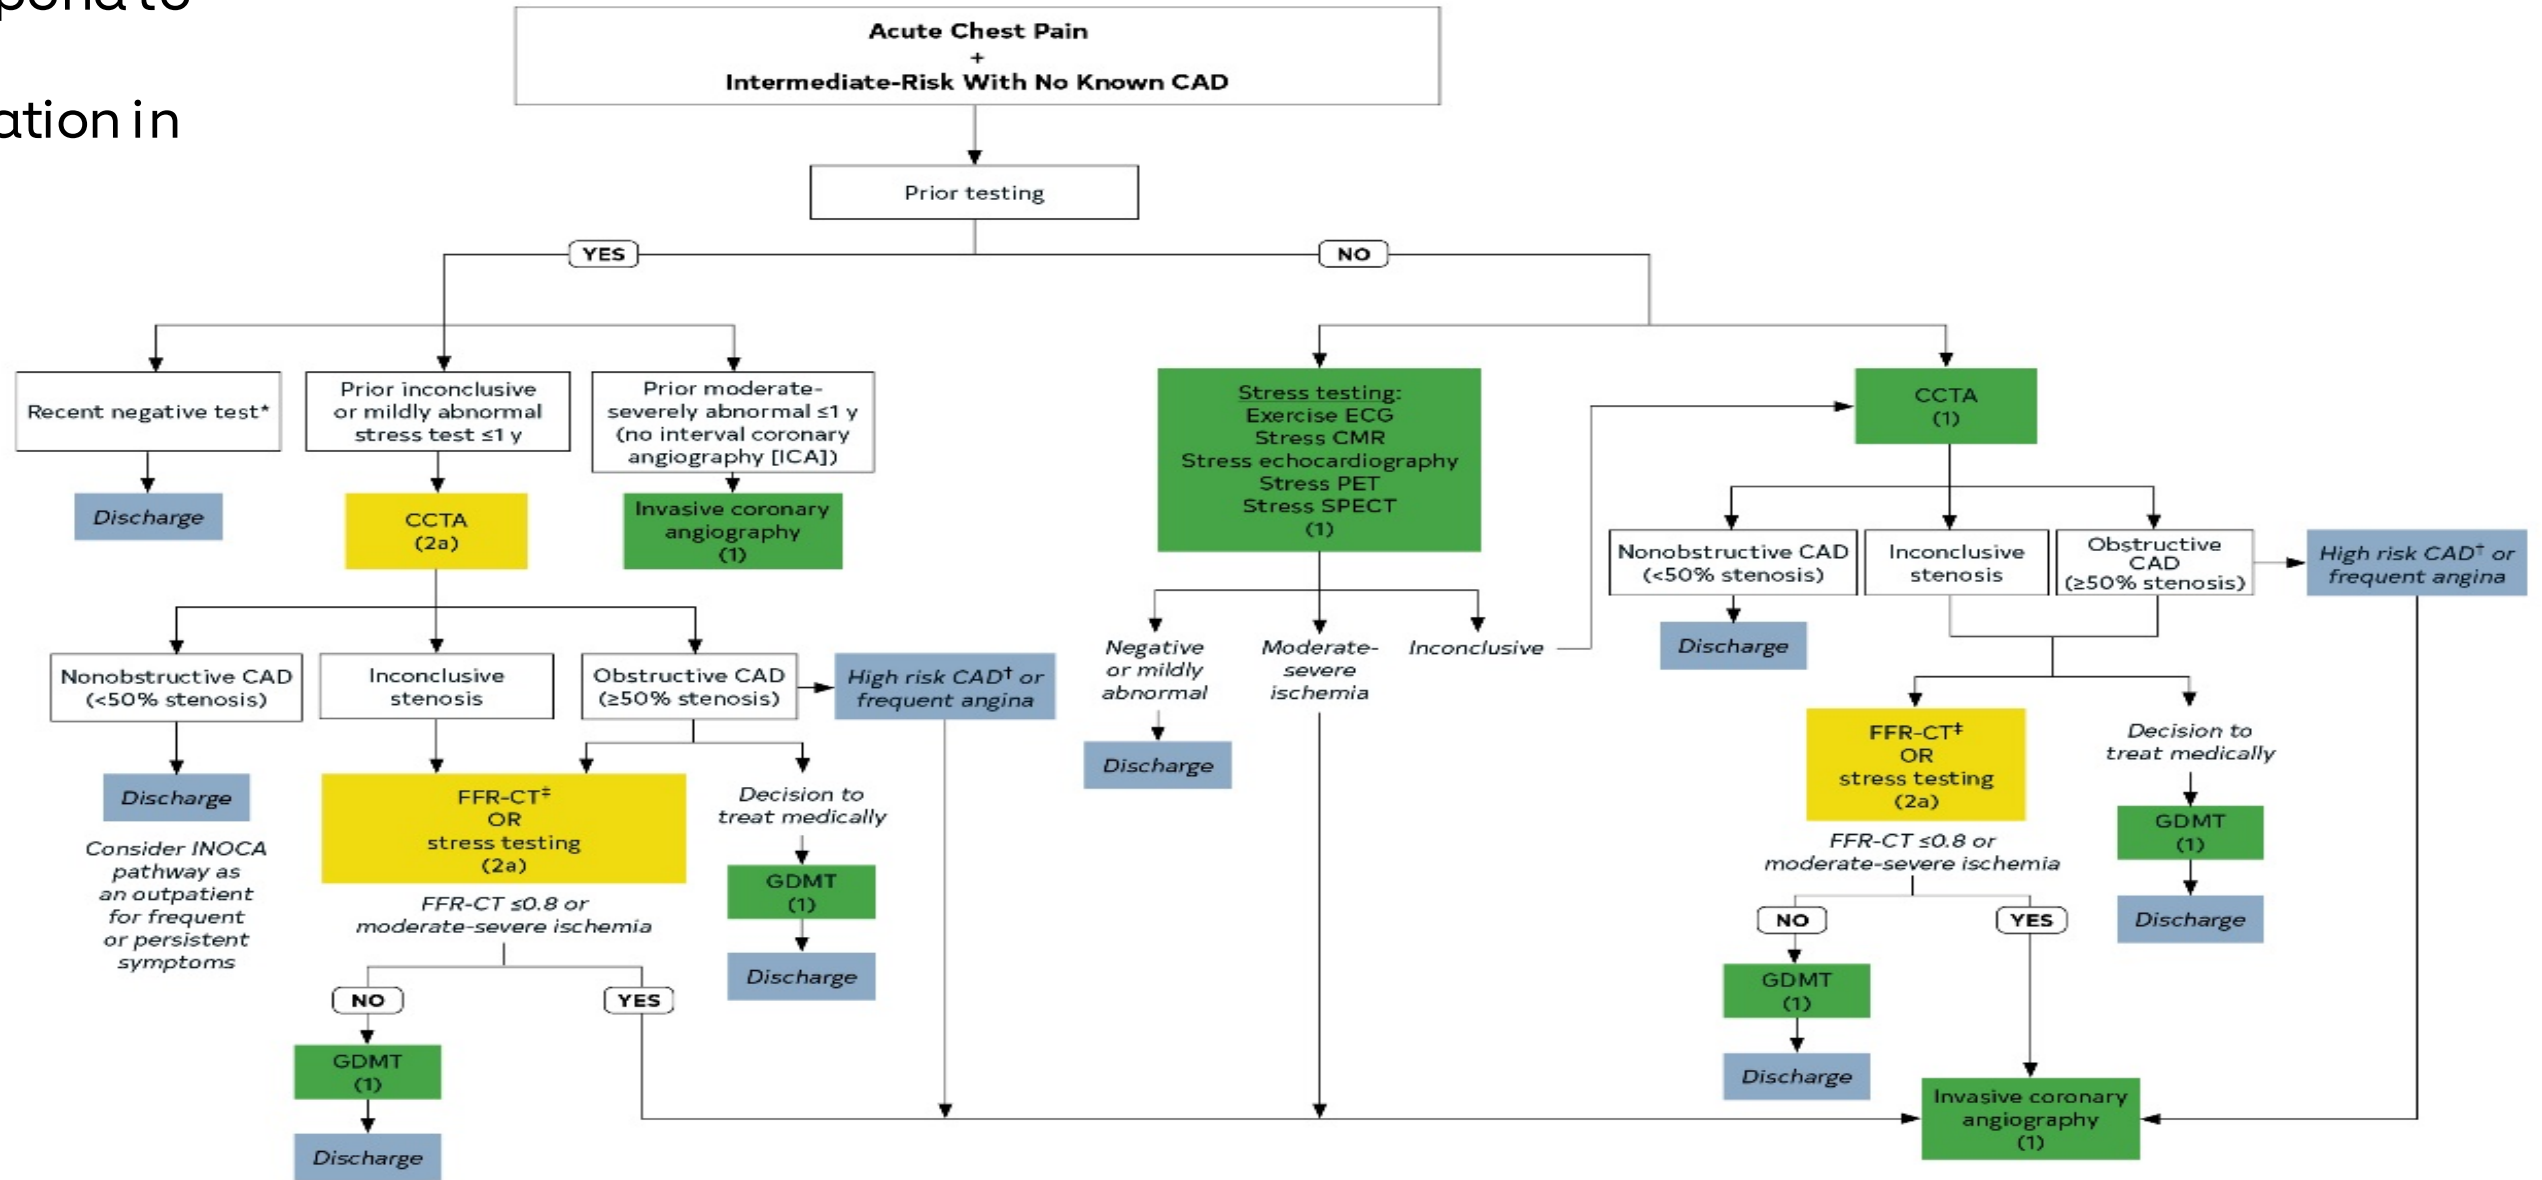 ation in
Acute Chest Pain
+
Intermediate-Risk With No Known CAD
Prior testing
YES
NO
Recent negative test*
Discharge
Prior inconclusive
or mildly abnormal
stress test ≤1 y
CCTA
(2a)
Prior moderate-
severely abnormal ≤1 y
(no interval coronary
angiography [ICA])
Invasive coronary
angiography
(1)
Nonobstructive CAD
(<50% stenosis)
Discharge
Consider INOCA
pathway as
an outpatient
for frequent
or persistent
symptoms
Inconclusive
stenosis
Obstructive CAD
(≥50% stenosis)
High risk CAD† or
frequent angina
FFR-CT‡
OR
stress testing
(2a)
FFR-CT ≤0.8 or
moderate-severe ischemia
NO
YES
GDMT
(1)
Discharge
Decision to
treat medically
GDMT
(1)
Discharge
Stress testing:
Exercise ECG
Stress CMR
Stress echocardiography
Stress PET
Stress SPECT
(1)
Negative
or mildly
abnormal
Discharge
Moderate-
severe
ischemia
Inconclusive
CCTA
(1)
Nonobstructive CAD
(<50% stenosis)
Discharge
Inconclusive
stenosis
Obstructive
CAD
(≥50% stenosis)
High risk CAD† or
frequent angina
FFR-CT‡
OR
stress testing
(2a)
FFR-CT ≤0.8 or
moderate-severe ischemia
NO
YES
GDMT
(1)
Discharge
Decision to
treat medically
GDMT
(1)
Discharge
Invasive coronary
angiography
(1)